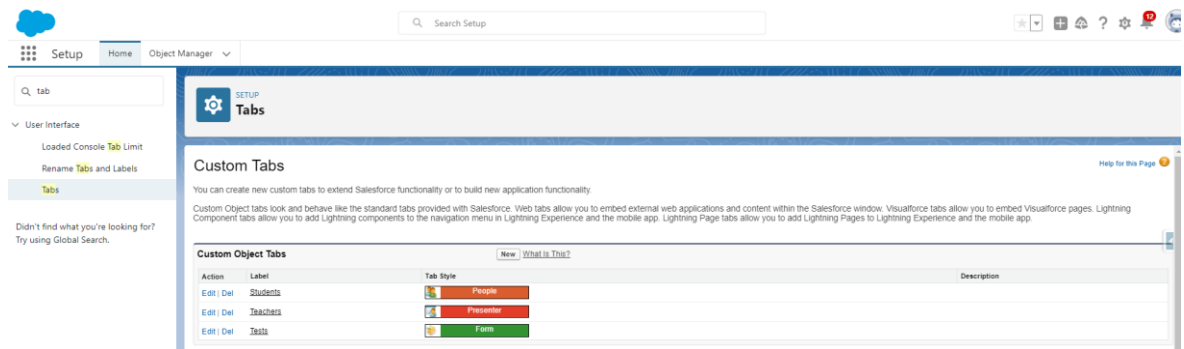 Search Setup
12
Setup
Home
Object Manager
tab
User Interface
Loaded Console Tab Limit
Rename Tabs and Labels
Tabs
Didn't find what you're looking for?
Try using Global Search.
SETUP
Tabs
Custom Tabs
Help for this Page
You can create new custom tabs to extend Salesforce functionality or to build new application functionality.
Custom Object tabs look and behave like the standard tabs provided with Salesforce. Web tabs allow you to embed external web applications and content within the Salesforce window. Visualforce tabs allow you to embed Visualforce pages. Lightning
Component tabs allow you to add Lightning components to the navigation menu in Lightning Experience and the mobile app. Lightning Page tabs allow you to add Lightning Pages to Lightning Experience and the mobile app.
Custom Object Tabs New What Is This?
Action Label Tab Style Description
Edit | Del Students People
Edit | Del Teachers Presenter
Edit | Del Tests Form